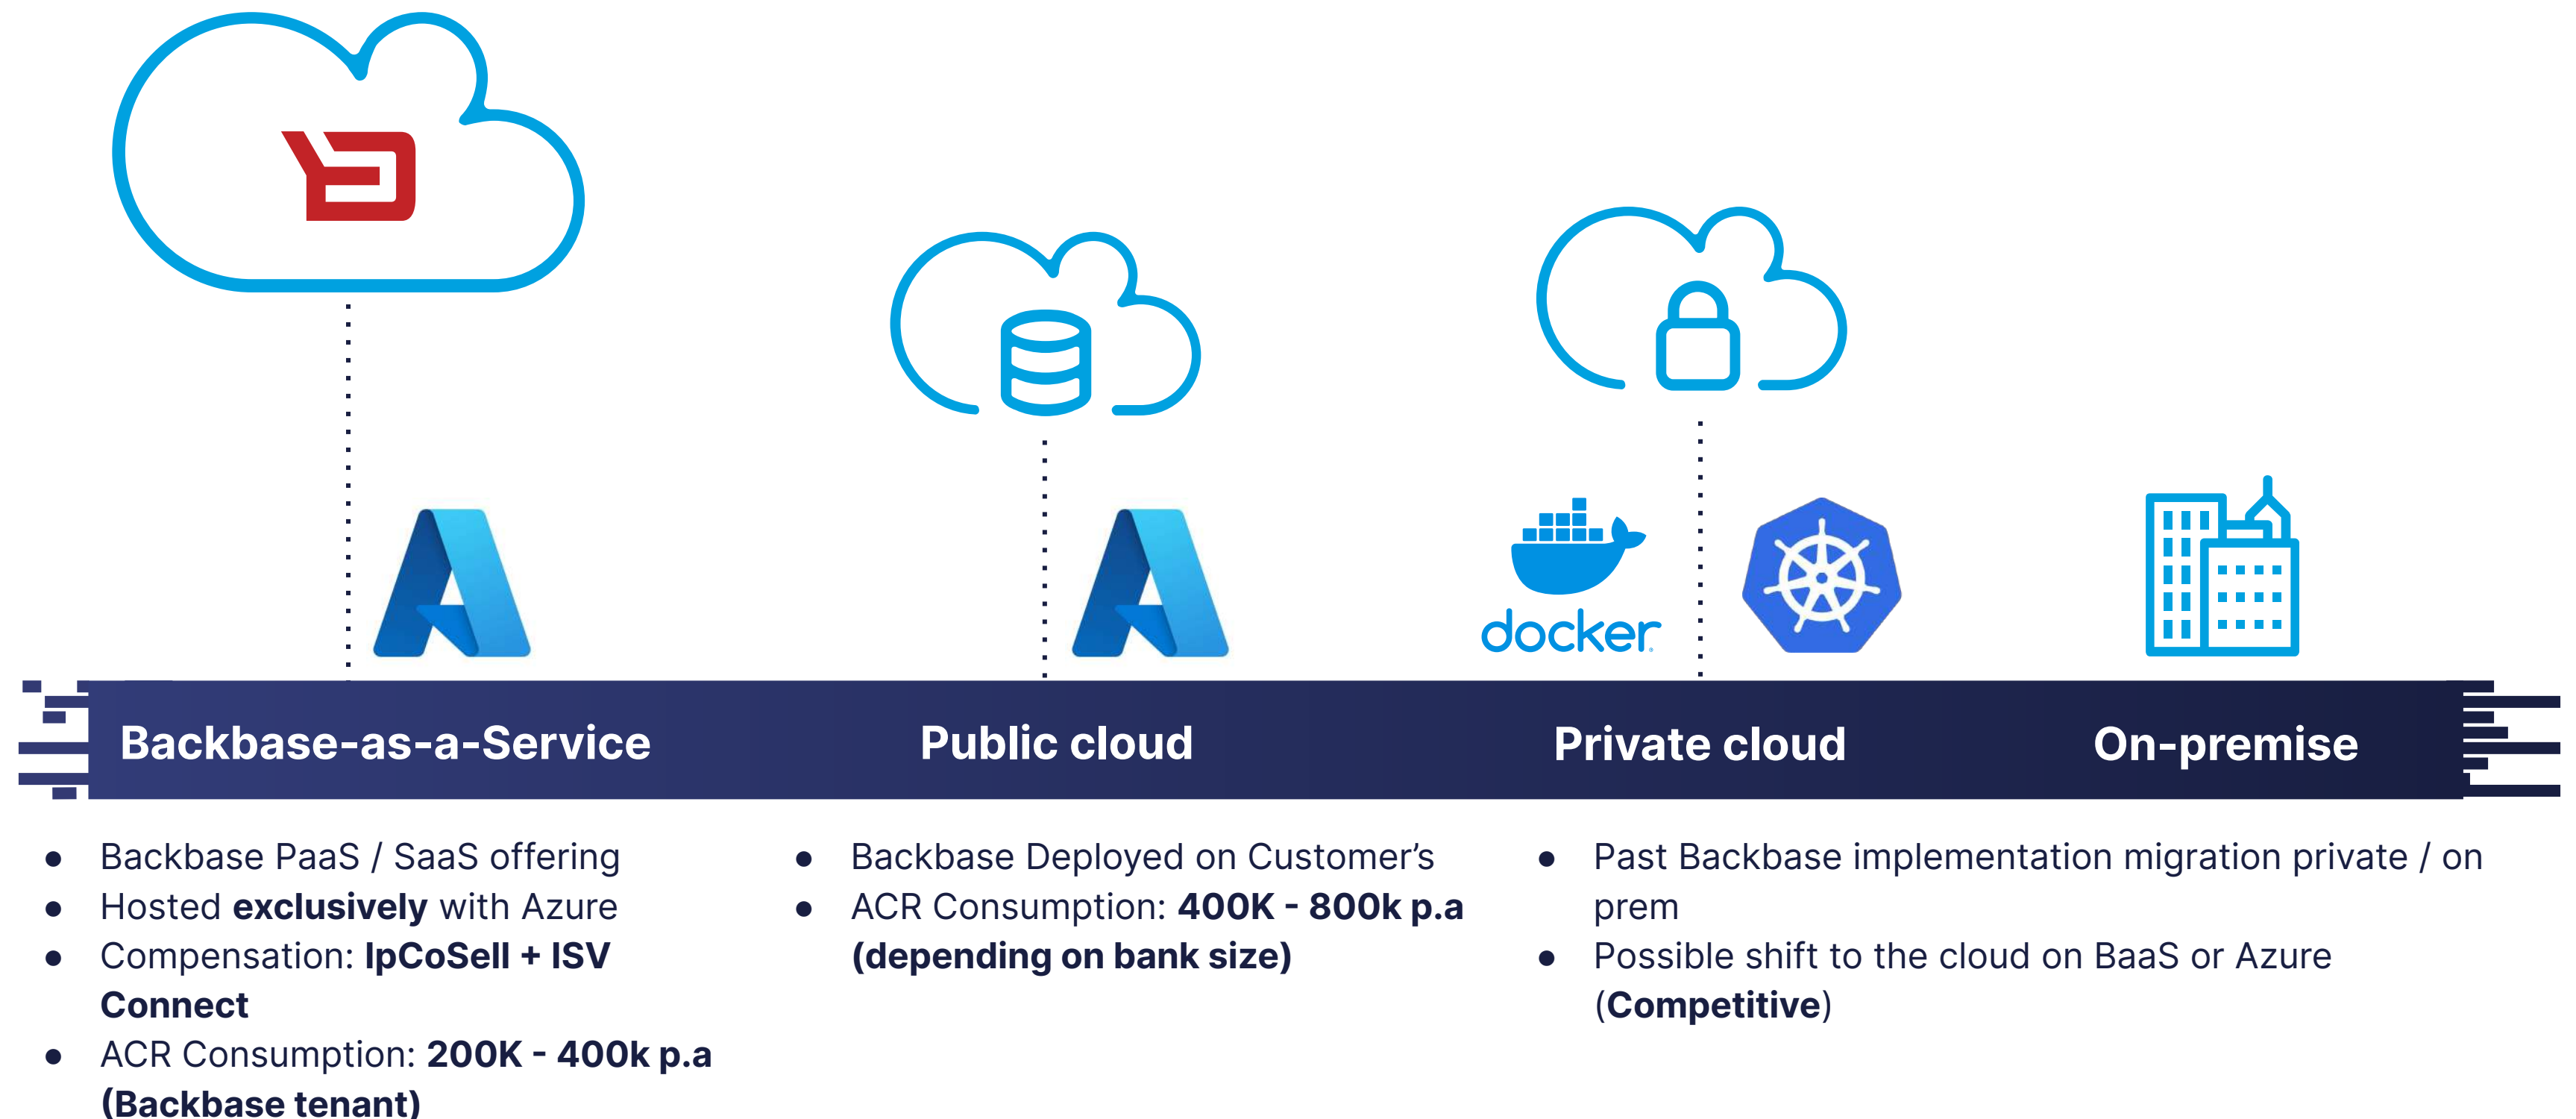 docker
Backbase-as-a-Service
Public cloud
Private cloud
On-premise
● Backbase PaaS / SaaS offering
● Hosted exclusively with Azure
● Compensation: IpCoSell + ISV
Connect
● ACR Consumption: 200K - 400k p.a
(Backbase tenant)
● Backbase Deployed on Customer’s
● ACR Consumption: 400K - 800k p.a
(depending on bank size)
● Past Backbase implementation migration private / on
prem
● Possible shift to the cloud on BaaS or Azure
(Competitive)